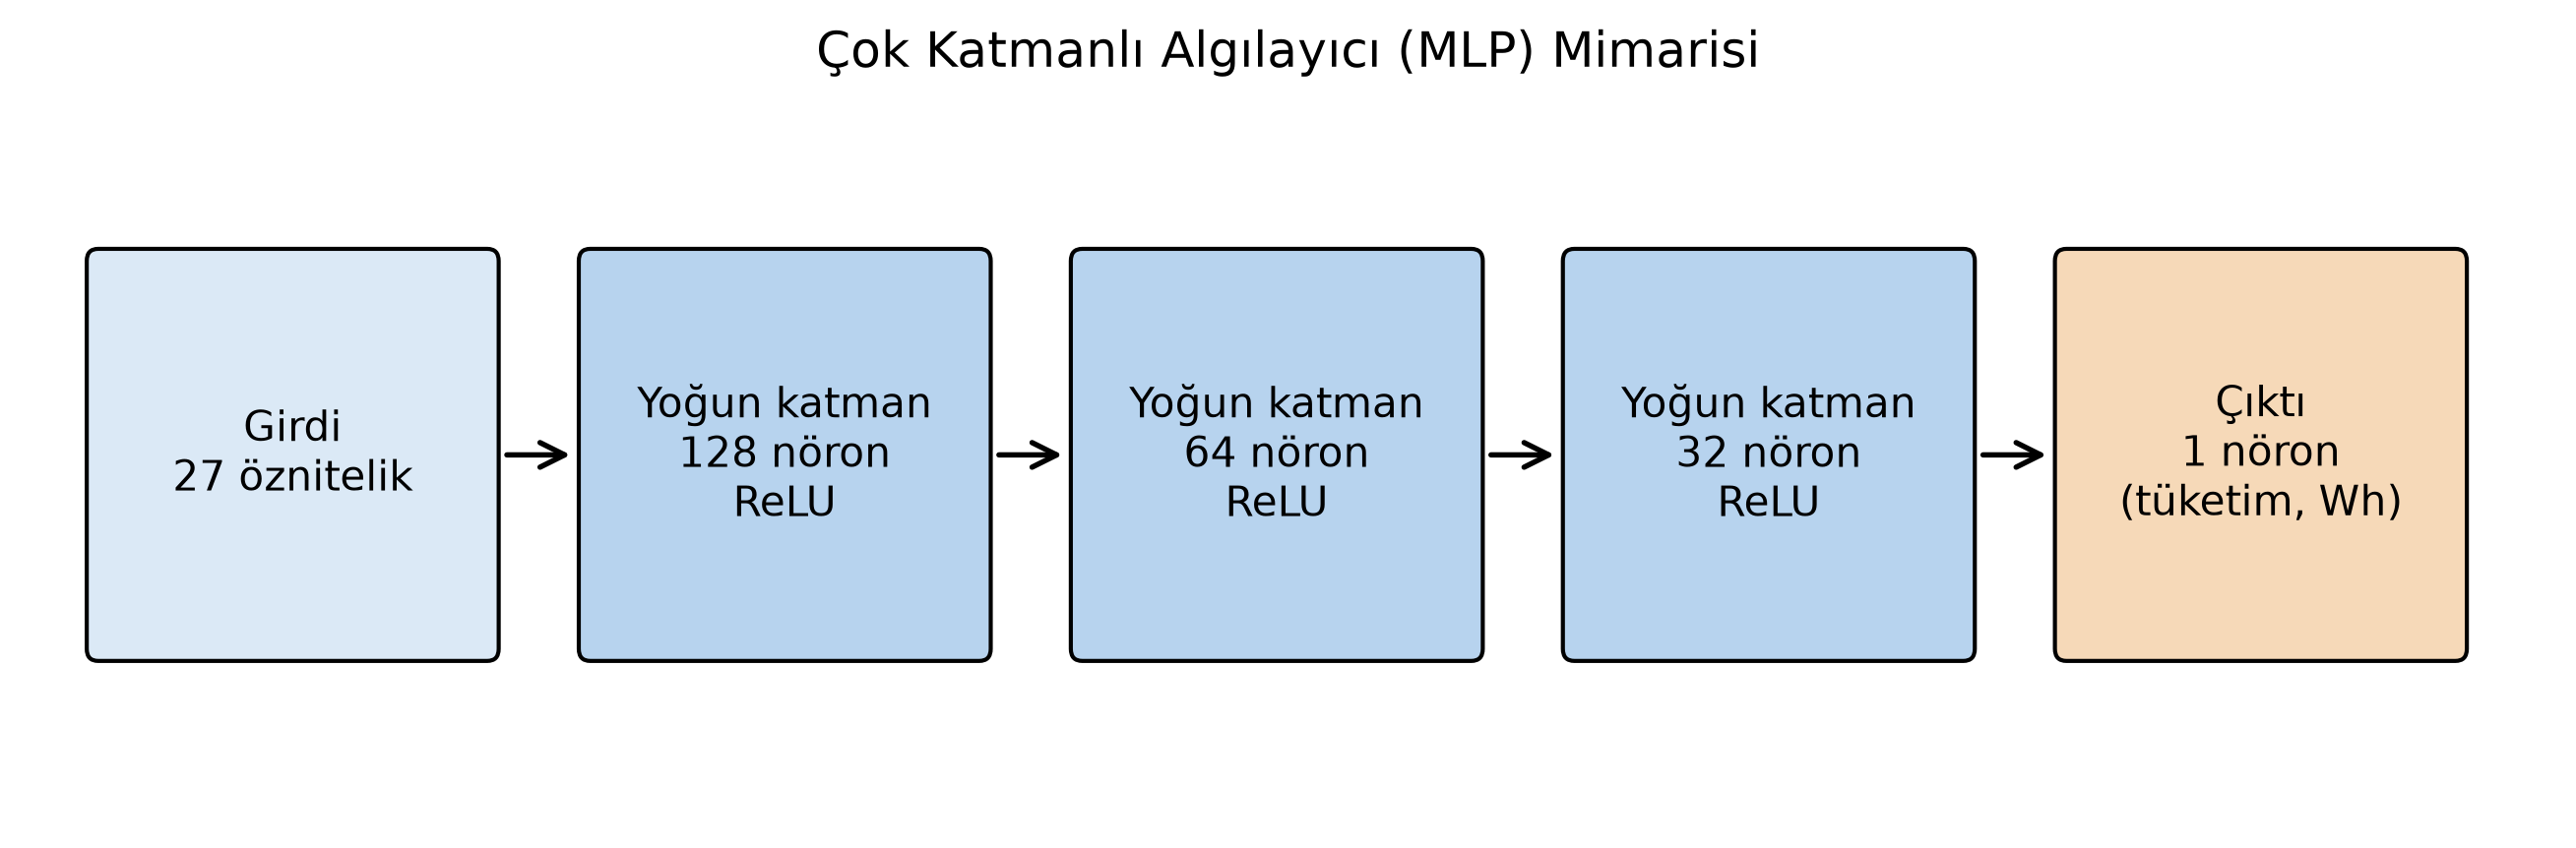 Çok Katmanlı Algılayıcı (MLP) Mimarisi
Girdi
27 öznitelik
Yoğun katman
128 nöron
ReLU
Yoğun katman
64 nöron
ReLU
Yoğun katman
32 nöron
ReLU
Çıktı
1 nöron
(tüketim, Wh)